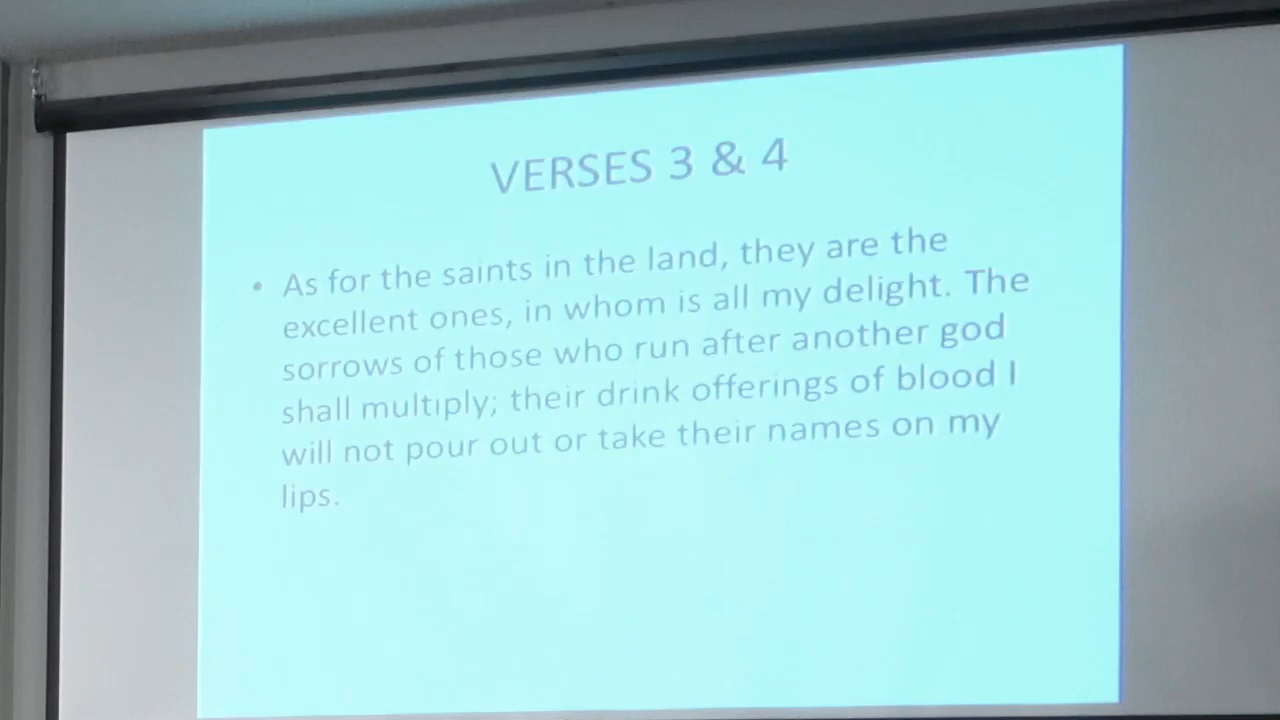 VERSES 3 & 4
• As for the saints in the land, they are the
excellent ones, in whom is all my delight. The
sorrows of those who run after another god
shall multiply; their drink offerings of blood I
will not pour out or take their names on my
lips.